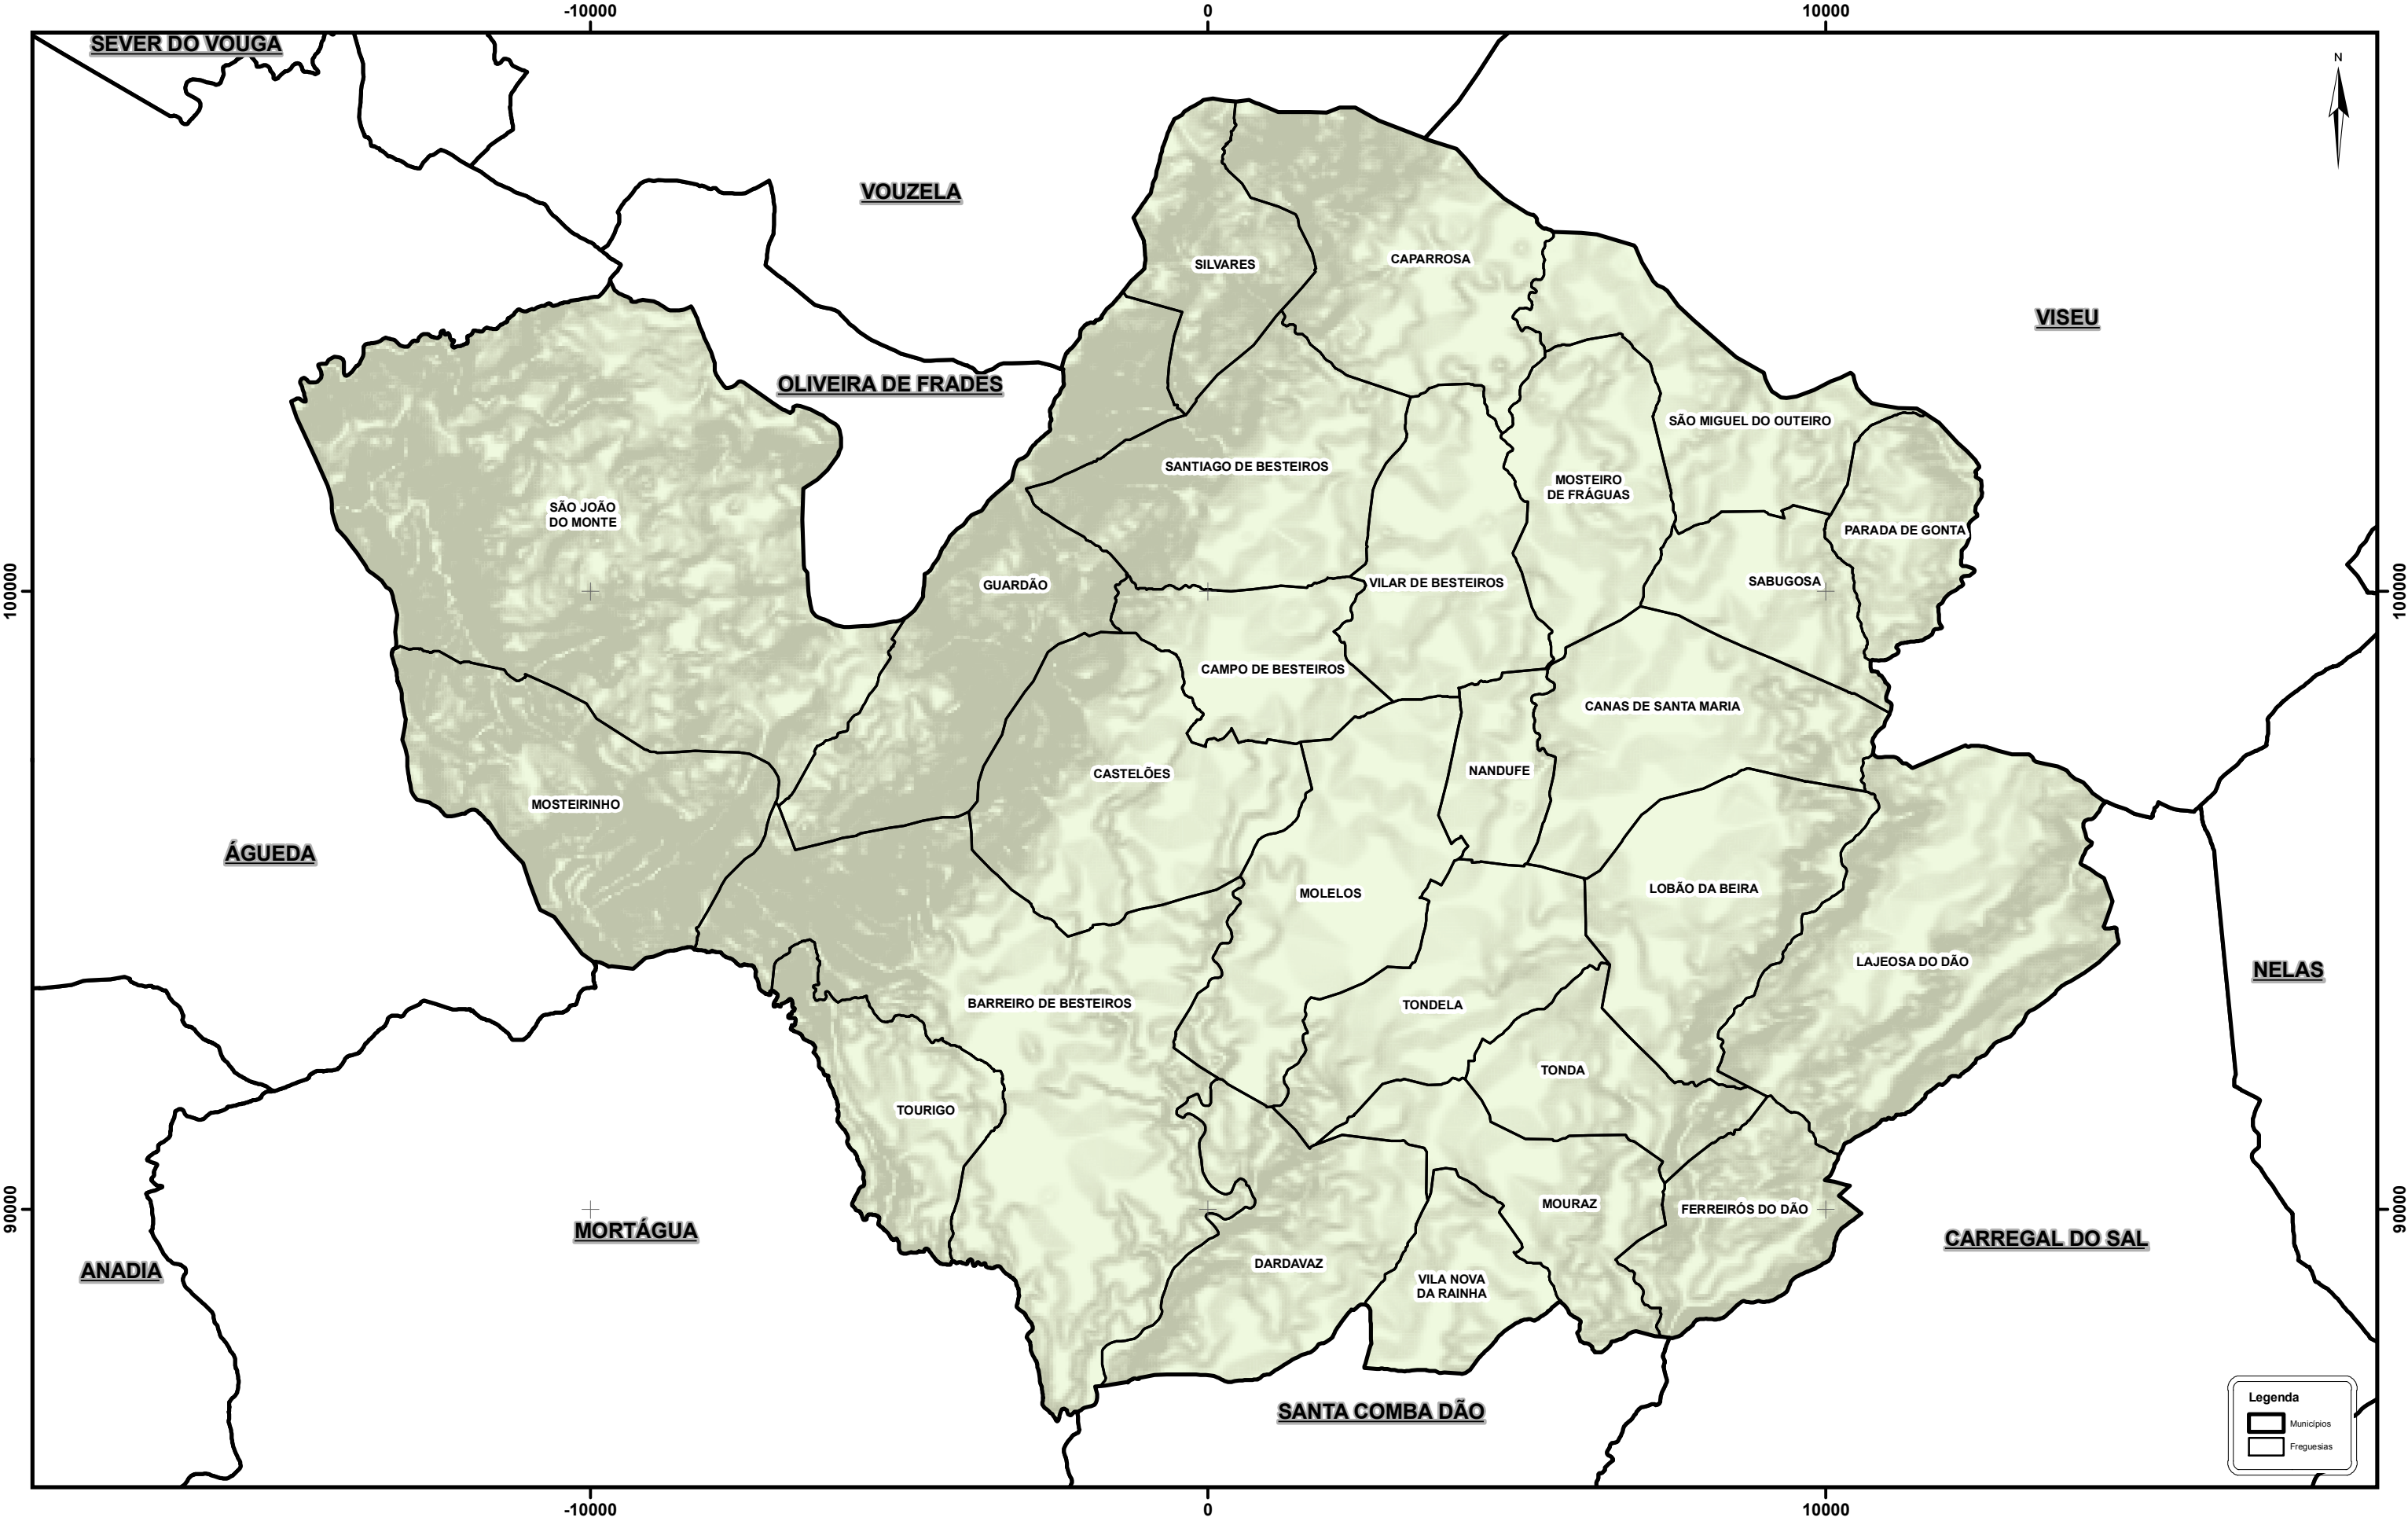 -10000
0
10000
SEVER DO VOUGA
N
VOUZELA
SILVARES
CAPARROSA
VISEU
OLIVEIRA DE FRADES
SÃO MIGUEL DO OUTEIRO
SANTIAGO DE BESTEIROS
MOSTEIRO
DE FRÁGUAS
SÃO JOÃO
DO MONTE
PARADA DE GONTA
100000
100000
GUARDÃO
VILAR DE BESTEIROS
SABUGOSA
CAMPO DE BESTEIROS
CANAS DE SANTA MARIA
CASTELÕES
NANDUFE
MOSTEIRINHO
ÁGUEDA
MOLELOS
LOBÃO DA BEIRA
LAJEOSA DO DÃO
NELAS
BARREIRO DE BESTEIROS
TONDELA
TONDA
TOURIGO
90000
90000
MORTÁGUA
MOURAZ
FERREIRÓS DO DÃO
CARREGAL DO SAL
ANADIA
DARDAVAZ
VILA NOVA
DA RAINHA
SANTA COMBA DÃO
Legenda
Municípios
Freguesias
-10000
0
10000